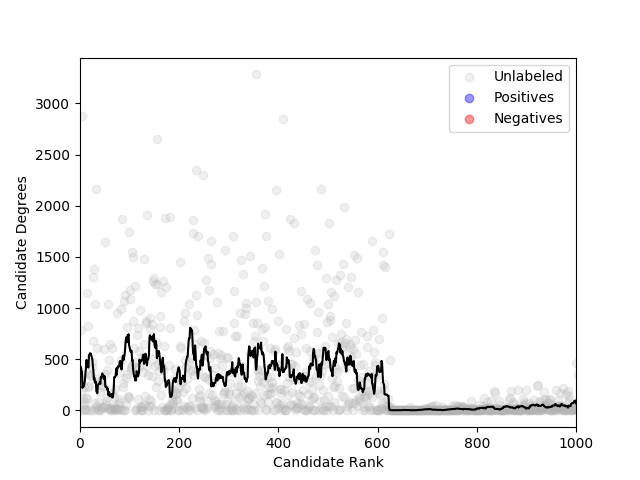 Unlabeled
Positives
Negatives
3000
2500
2000
1500
1000
500
0
Candidate Degrees
0 200 400 600 800 1000
Candidate Rank